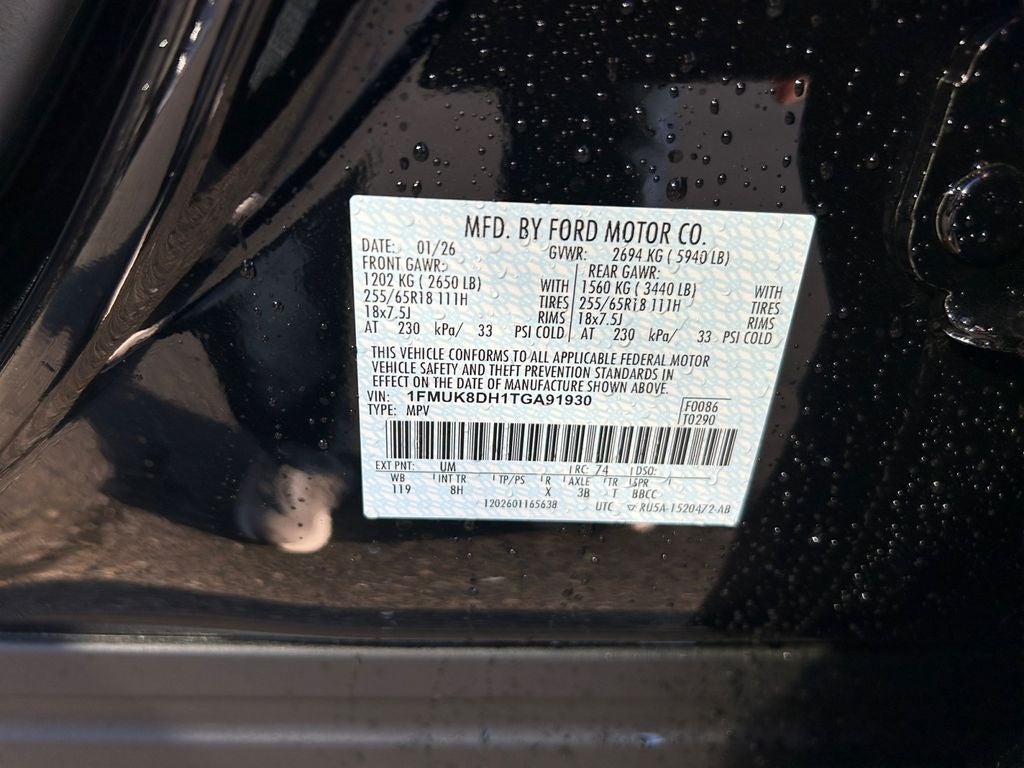 MFD. BY FORD MOTOR CO.
DATE: 01/26 GVWR: 2694 KG ( 5940 LB)
FRONT GAWR: REAR GAWR:
1202 KG ( 2650 LB) WITH 1560 KG ( 3440 LB) WITH
255/65R18 111H TIRES 255/65R18 111H TIRES
18x7.5J RIMS 18x7.5J RIMS
AT 230 kPa/ 33 PSI COLD AT 230 kPa/ 33 PSI COLD
THIS VEHICLE CONFORMS TO ALL APPLICABLE FEDERAL MOTOR
VEHICLE SAFETY AND THEFT PREVENTION STANDARDS IN
EFFECT ON THE DATE OF MANUFACTURE SHOWN ABOVE.
VIN: 1FMUK8DH1TGA91930 F0086
TYPE: MPV T0290
EXT PNT: UM RC: 74 DSO:
WB INT TR TP/PS R AXLE TR SPR
119 8H X 3B T BBCC
1202601165638 UTC ▽ RU5A-1520472-AB